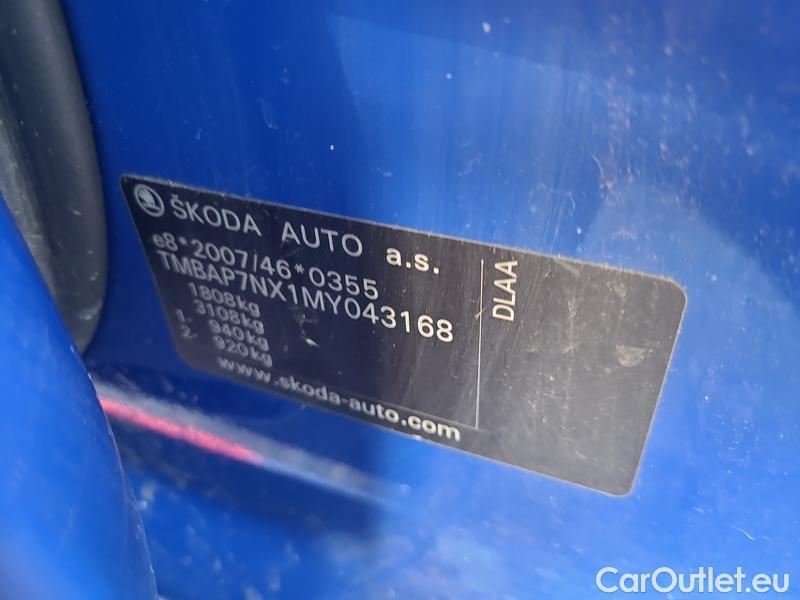 ŠKODA AUTO a.s.
e8*2007/46*0355
TMBAP7NX1MY043168
1808kg
3108kg
1. 940kg
2. 920kg
www.skoda-auto.com
DLAA
CarOutlet.eu